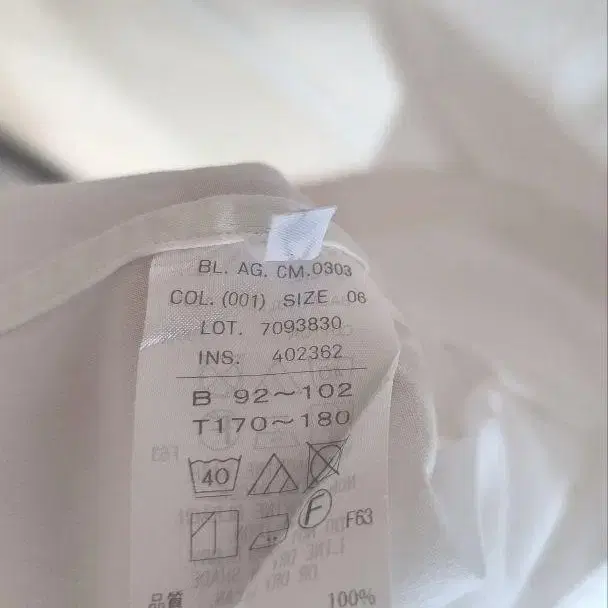 BL. AG. CM.0303
COL. (001) SIZE 06
LOT. 7093830
INS: 402362
B 92～102
T170～180
40
F F63
品質 100%